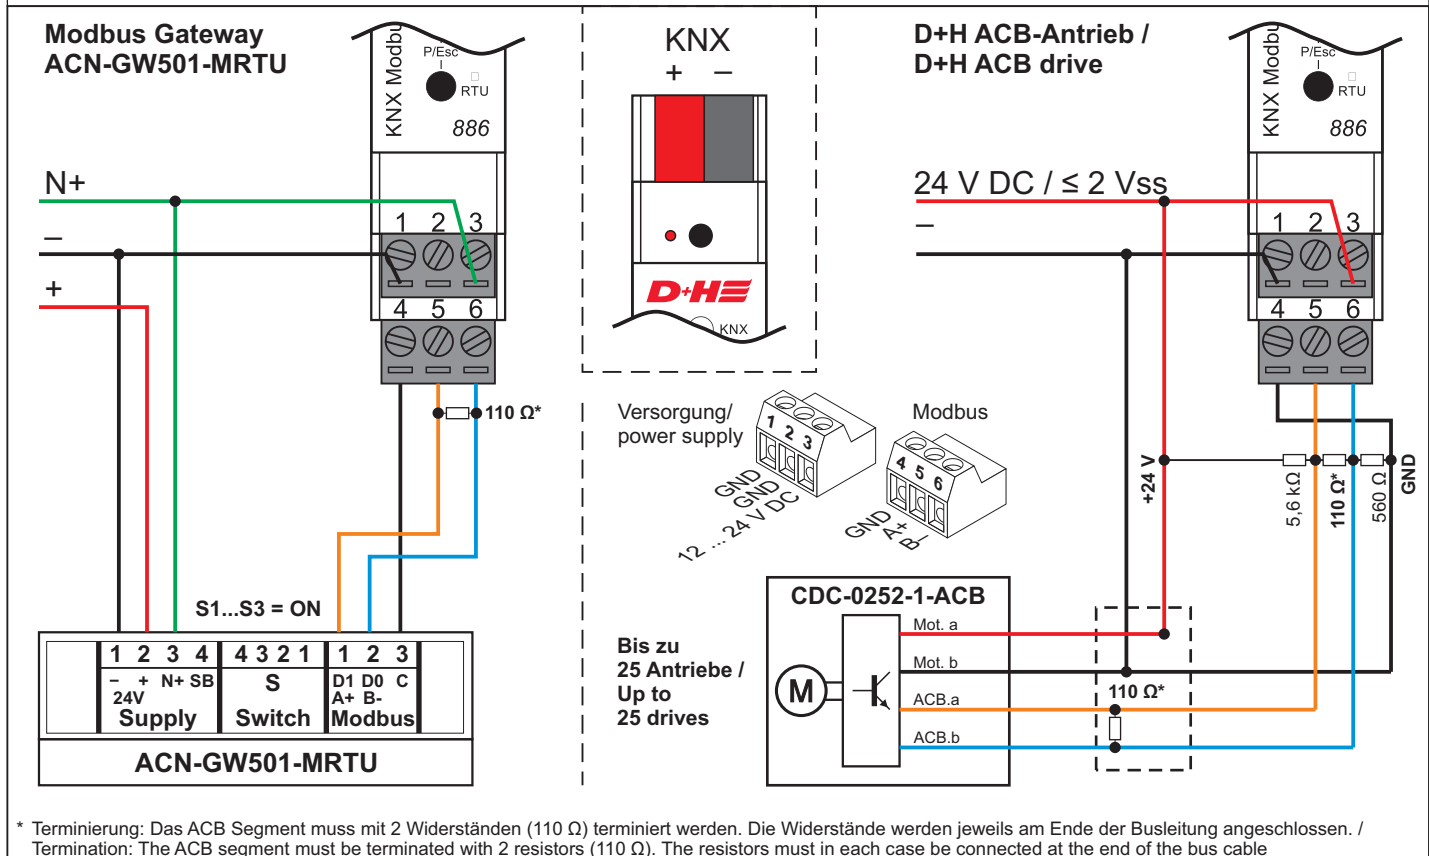 Modbus Gateway
ACN-GW501-MRTU
KNX Modbu
P/Esc
RTU
886
N+
–
+
1 2 3
4 5 6
110 Ω*
S1...S3 = ON
1 2 3 4
4 3 2 1
1 2 3
– + N+ SB
24V
Supply
S
Switch
D1 D0 C
A+ B-
Modbus
ACN-GW501-MRTU
KNX
+ –
D+H
KNX
Versorgung/
power supply
1 2 3
GND
GND
12 ... 24 V DC
Modbus
4 5 6
GND
A+
B–
D+H ACB-Antrieb /
D+H ACB drive
KNX Modbu
P/Esc
RTU
886
24 V DC / ≤ 2 Vss
–
1 2 3
4 5 6
+24 V
5,6 kΩ
110 Ω*
560 Ω
GND
Bis zu
25 Antriebe /
Up to
25 drives
CDC-0252-1-ACB
M
Mot. a
Mot. b
ACB.a
ACB.b
110 Ω*
* Terminierung: Das ACB Segment muss mit 2 Widerständen (110 Ω) terminiert werden. Die Widerstände werden jeweils am Ende der Busleitung angeschlossen. /
Termination: The ACB segment must be terminated with 2 resistors (110 Ω). The resistors must in each case be connected at the end of the bus cable